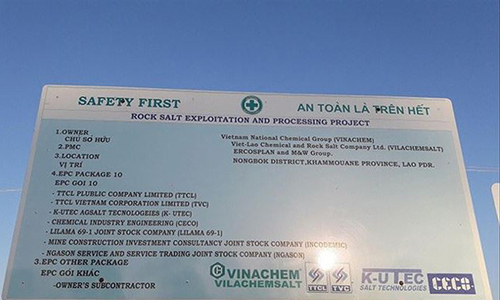 SAFETY FIRST
AN TOÀN LÀ TRÊN HẾT
ROCK SALT EXPLOITATION AND PROCESSING PROJECT
1.OWNER
CHỦ SỞ HỮU
Vietnam National Chemical Group (VINACHEM)
Viet-Lao Chemical and Rock Salt Company Ltd. (VILACHEMSALT)
2.PMC
ERCOSPLAN and M&W Group.
3.LOCATION
VỊ TRÍ
NONGBOK DISTRICT,KHAMMOUANE PROVINCE, LAO PDR.
4.EPC PACKAGE 10
EPC GÓI 10
- TTCL PLUBLIC COMPANY LIMITED (TTCL)
- TTCL VIETNAM CORPORATION LIMITED (TVC)
- K-UTEC AGSALT TECNOLGEIIES (K- UTEC)
- CHEMICAL INDUSTRY ENGINEERING (CECO)
- LILAMA 69-1 JOINT STOCK COMPANY (LILAMA 69-1)
- MINE CONSTRUCTION INVESTMENT CONSULTANCY JOINT STOCK COMPANY (INCODEMIC)
- NGASON SERVICE AND SERVICE TRADING JOINT STOCK COMPANY (NGASON)
3.EPC OTHER PACKAGE
EPC GÓI KHÁC
-OWNER'S SUBCONTRACTOR
VINACHEM
VILACHEMSALT
TTCL
TVC
K-UTEC
SALT TECHNOLOGIES
CECO